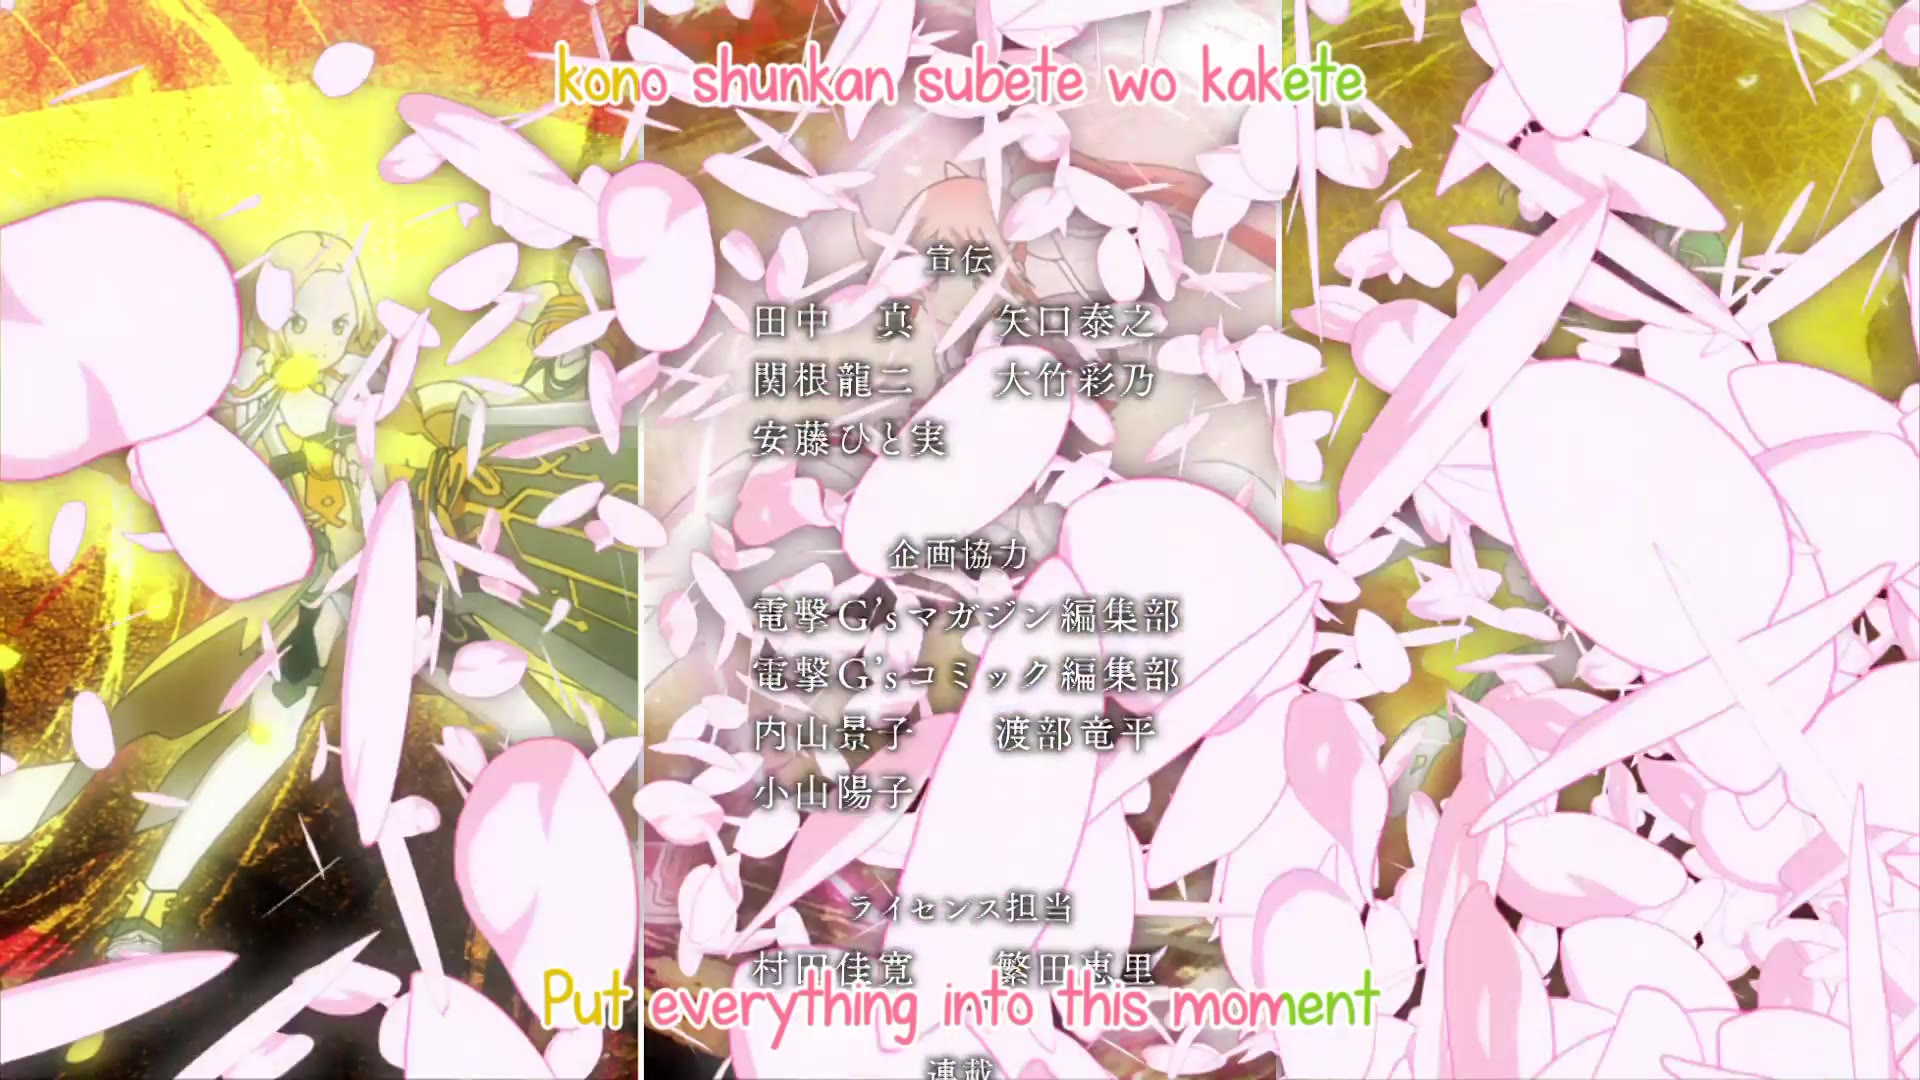 kono shunkan subete wo kakete
宣伝
田中 真 矢口泰之
関根龍二 大竹彩乃
安藤ひと実
企画協力
電撃G'sマガジン編集部
電撃G'sコミック編集部
内山景子 渡部竜平
小山陽子
ライセンス担当
村田佳寛 繁田恵里
Put everything into this moment
連載